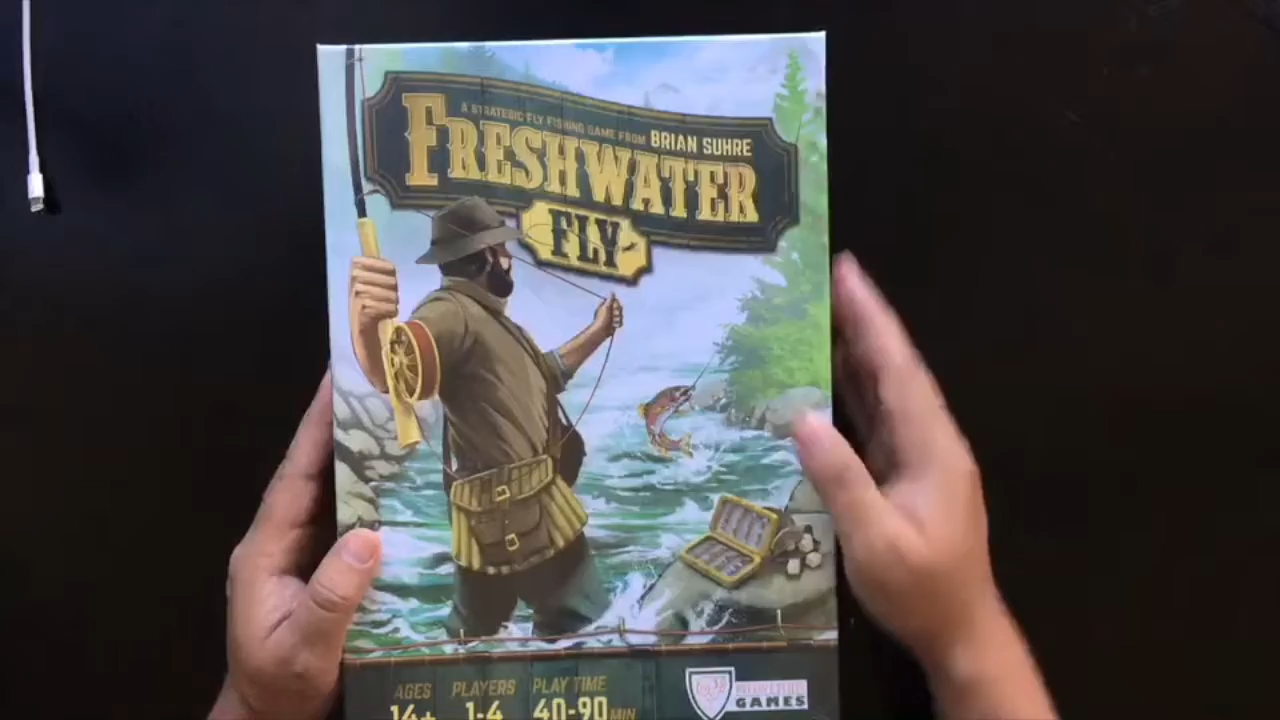 A STRATEGIC FLY FISHING GAME FROM BRIAN SUHRE
FRESHWATER
FLY
AGES
14+
PLAYERS
1-4
PLAY TIME
40-90 MIN
GAMES